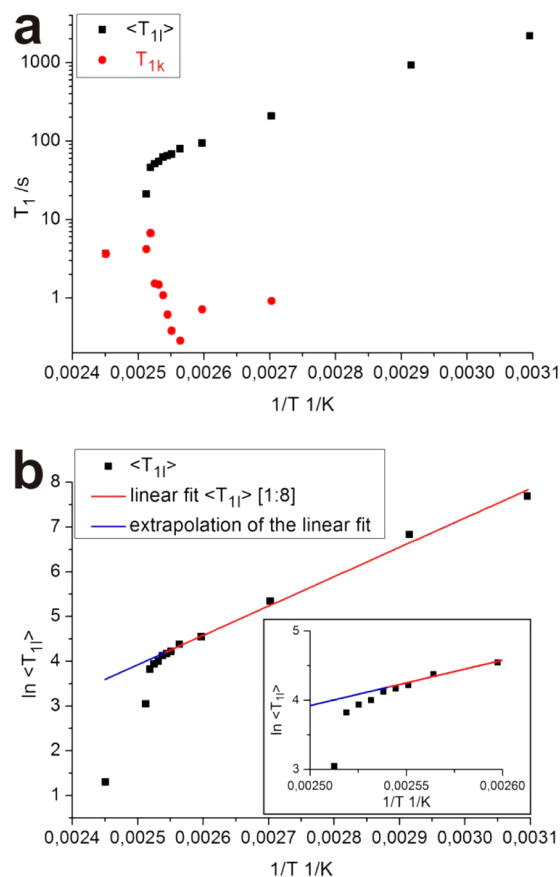 a
<T1l>
T1k
1000
100
10
1
T1 /s
0,0024 0,0025 0,0026 0,0027 0,0028 0,0029 0,0030 0,0031
1/T 1/K
b
<T1l>
linear fit <T1l> [1:8]
extrapolation of the linear fit
8
7
6
5
4
3
2
1
ln <T1l>
5
4
3
ln <T1l>
0,00250 0,00255 0,00260
1/T 1/K
0,0024 0,0025 0,0026 0,0027 0,0028 0,0029 0,0030 0,0031
1/T 1/K